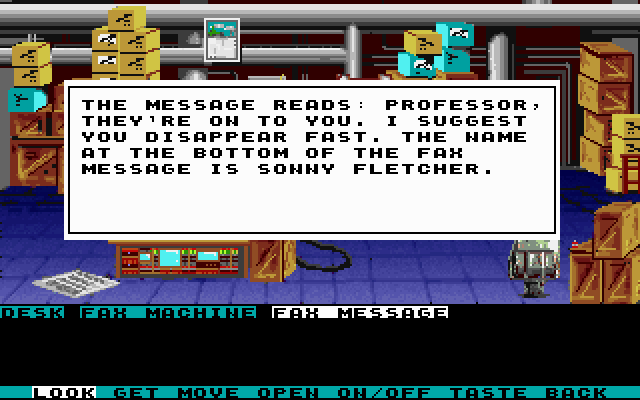 THE MESSAGE READS: PROFESSOR,
THEY'RE ON TO YOU. I SUGGEST
YOU DISAPPEAR FAST. THE NAME
AT THE BOTTOM OF THE FAX
MESSAGE IS SONNY FLETCHER.
DESK FAX MACHINE FAX MESSAGE
LOOK GET MOVE OPEN ON/OFF TASTE BACK